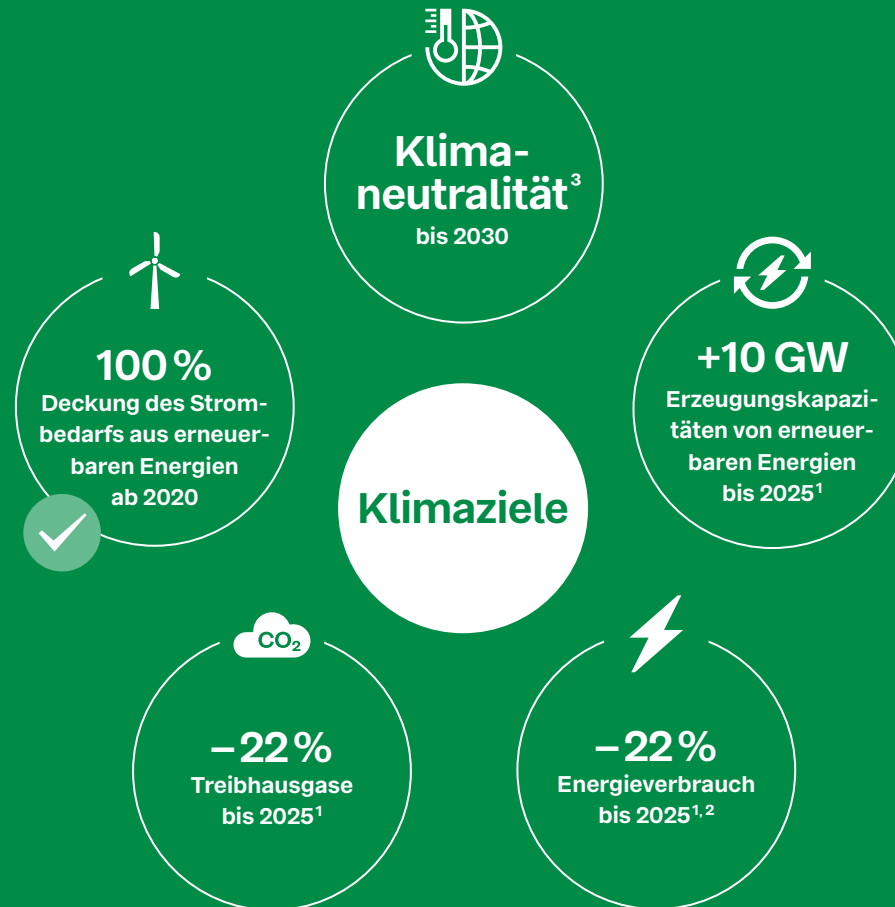 Klima-
neutralität³
bis 2030
100 %
Deckung des Strom-
bedarfs aus erneuer-
baren Energien
ab 2020
+10 GW
Erzeugungskapazi-
täten von erneuer-
baren Energien
bis 2025¹
Klimaziele
CO₂
–22 %
Treibhausgase
bis 2025¹
–22 %
Energieverbrauch
bis 2025¹,²